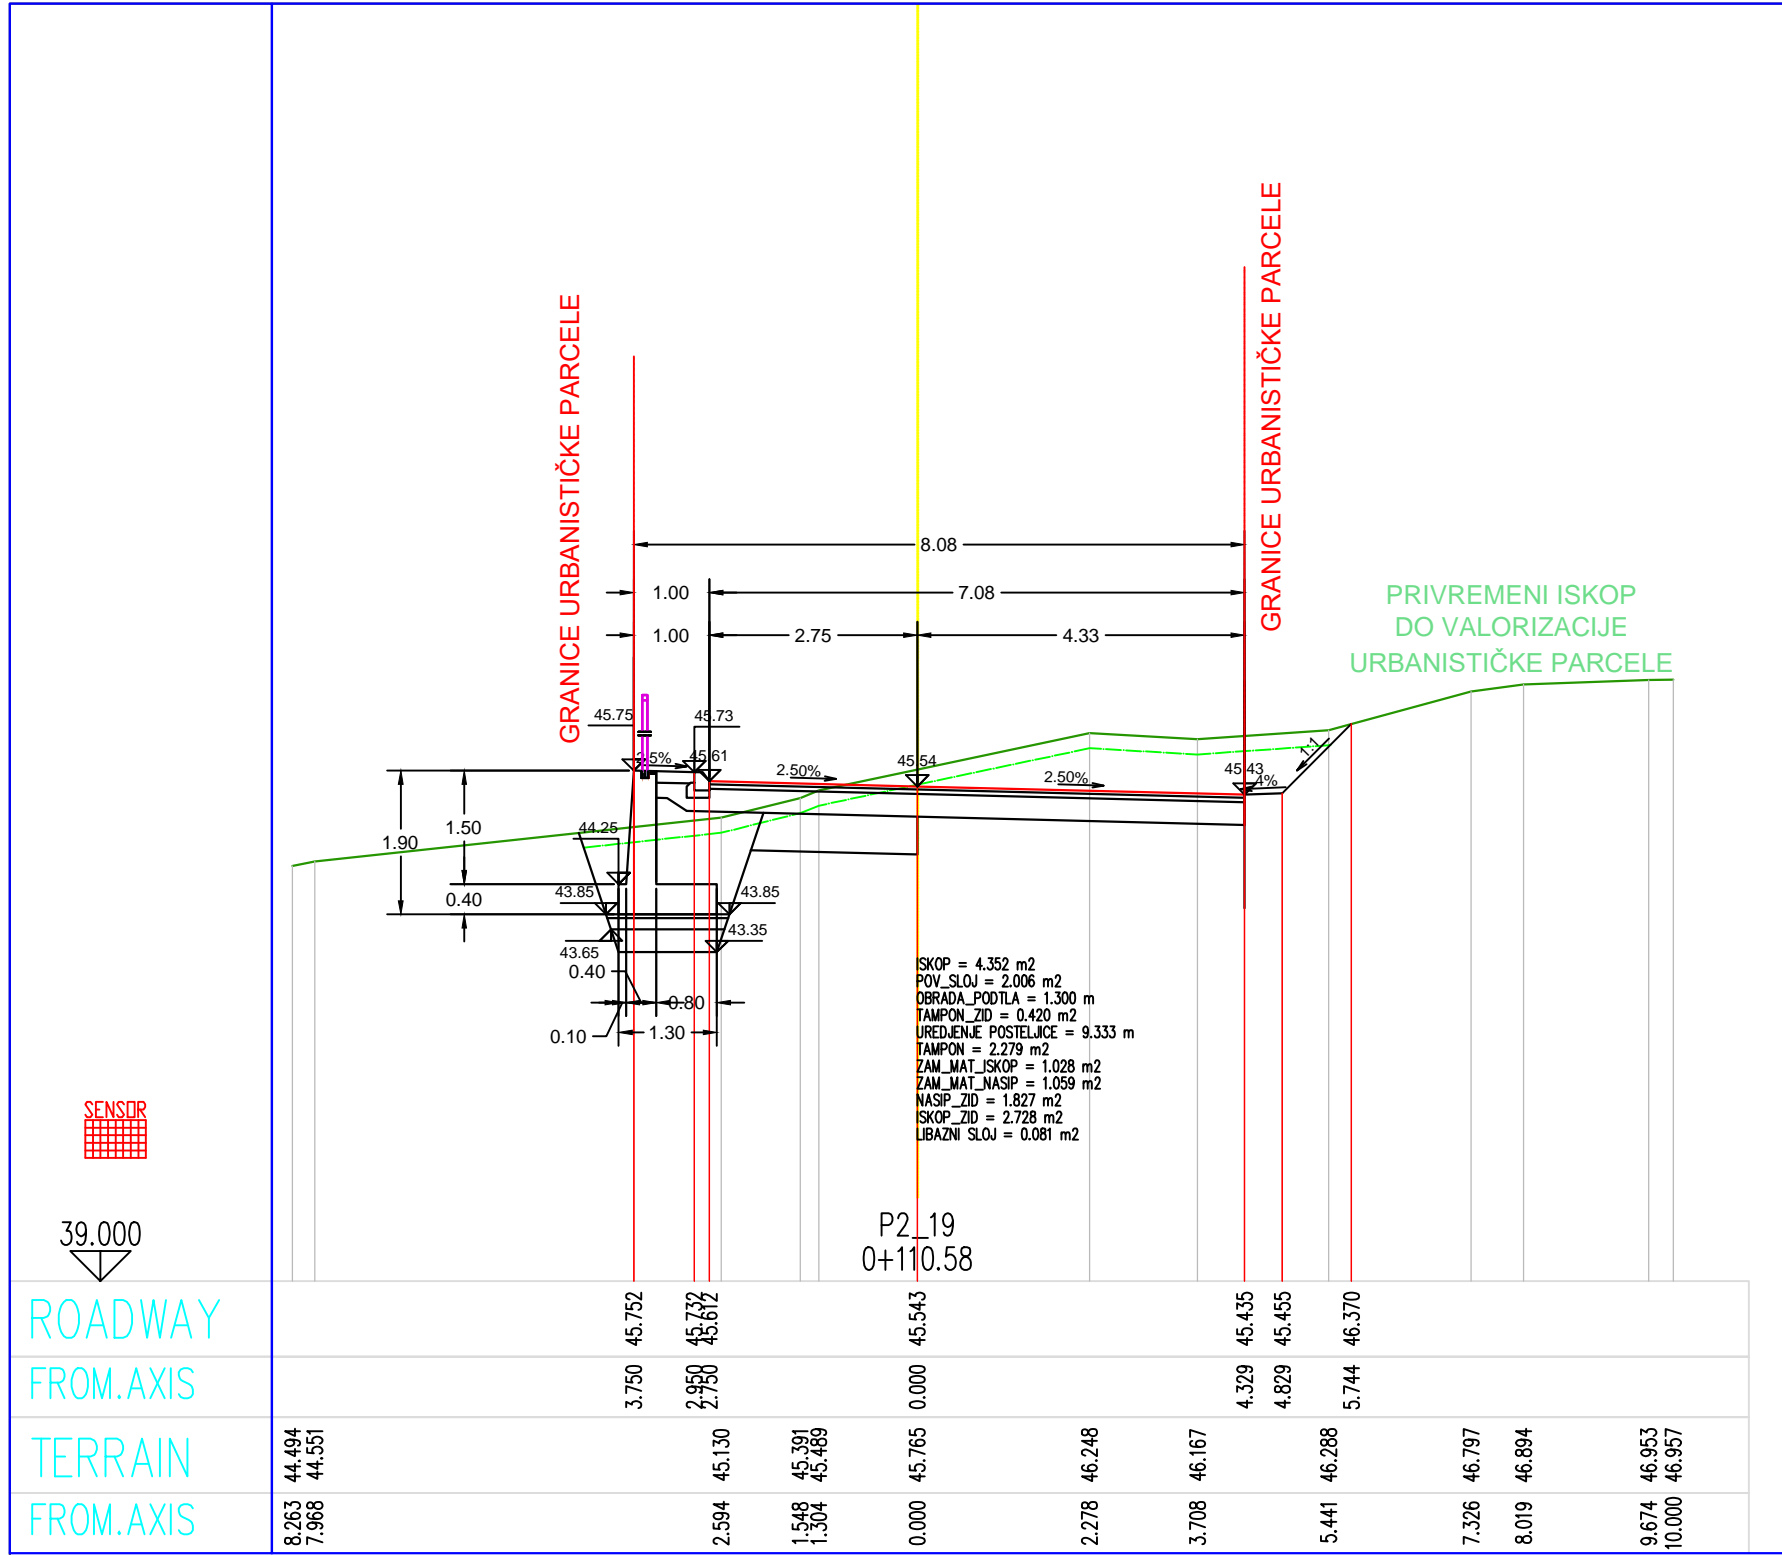 GRANICE URBANISTIČKE PARCELE
GRANICE URBANISTIČKE PARCELE
8.08
1.00
7.08
1.00
2.75
4.33
PRIVREMENI ISKOP
DO VALORIZACIJE
URBANISTIČKE PARCELE
45.75
45.73
45.61
2.50%
45.54
2.50%
45.43
4%
1:1
1.90
1.50
0.40
44.25
43.85
43.85
43.65
43.35
0.40
0.80
0.10
1.30
ISKOP = 4.352 m2
POV_SLOJ = 2.006 m2
OBRADA_PODTLA = 1.300 m
TAMPON_ZID = 0.420 m2
UREDJENJE POSTELJICE = 9.333 m
TAMPON = 2.279 m2
ZAM_MAT_ISKOP = 1.028 m2
ZAM_MAT_NASIP = 1.059 m2
NASIP_ZID = 1.827 m2
ISKOP_ZID = 2.728 m2
LIBAZNI SLOJ = 0.081 m2
SENSOR
39.000
P2_19
0+110.58
ROADWAY 45.752 45.732 45.612 45.543 45.435 45.455 46.370
FROM.AXIS 3.750 2.950 2.750 0.000 4.329 4.829 5.744
TERRAIN 44.494 44.551 45.130 45.391 45.489 45.765 46.248 46.167 46.288 46.797 46.894 46.953 46.957
FROM.AXIS 8.263 7.968 2.594 1.548 1.304 0.000 2.278 3.708 5.441 7.326 8.019 9.674 10.000